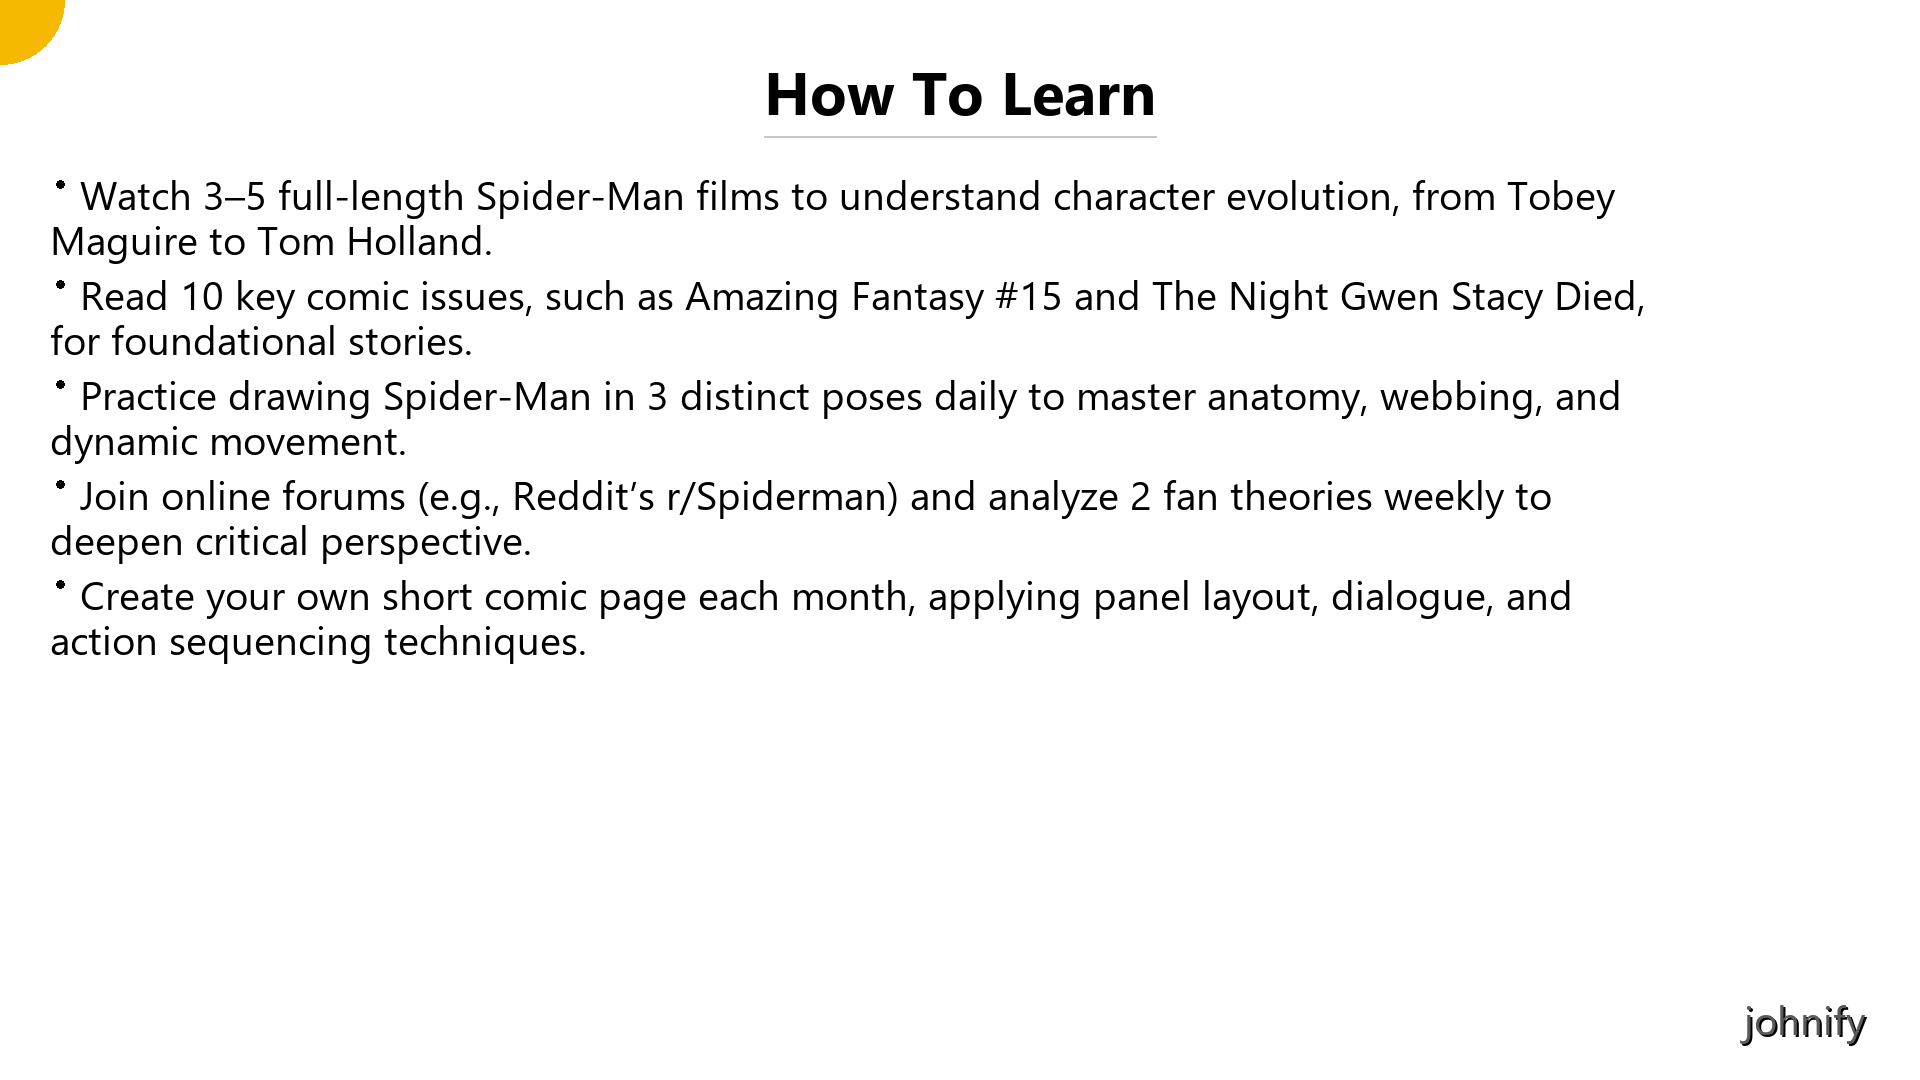 How To Learn
• Watch 3–5 full-length Spider-Man films to understand character evolution, from Tobey
Maguire to Tom Holland.
• Read 10 key comic issues, such as Amazing Fantasy #15 and The Night Gwen Stacy Died,
for foundational stories.
• Practice drawing Spider-Man in 3 distinct poses daily to master anatomy, webbing, and
dynamic movement.
• Join online forums (e.g., Reddit’s r/Spiderman) and analyze 2 fan theories weekly to
deepen critical perspective.
• Create your own short comic page each month, applying panel layout, dialogue, and
action sequencing techniques.
johnify